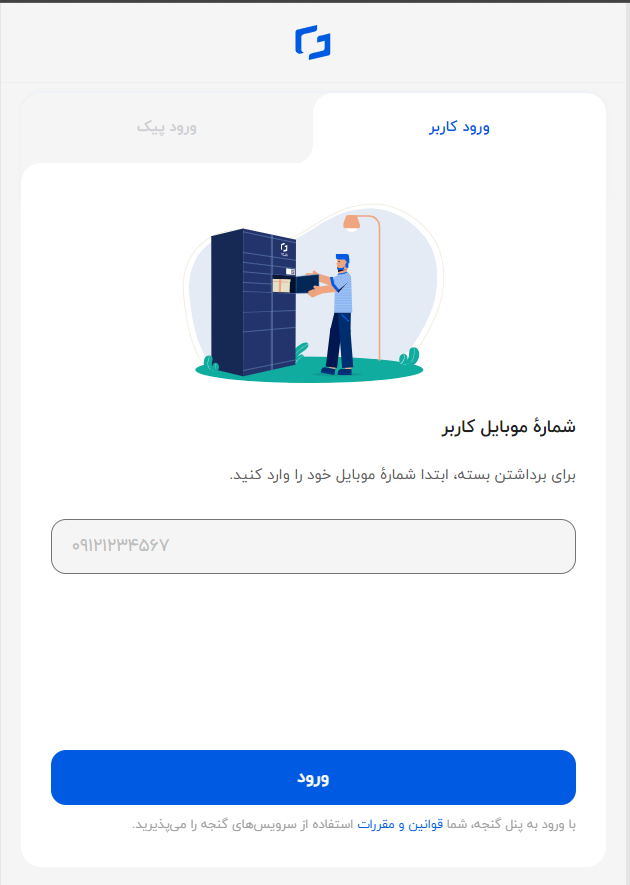 ورود کاربر
ورود پیک
شمارهٔ موبایل کاربر
برای برداشتن بسته، ابتدا شمارهٔ موبایل خود را وارد کنید.
۰۹۱۲۱۲۳۴۵۶۷
ورود
با ورود به پنل گنجه، شما قوانین و مقررات استفاده از سرویس‌های گنجه را می‌پذیرید.